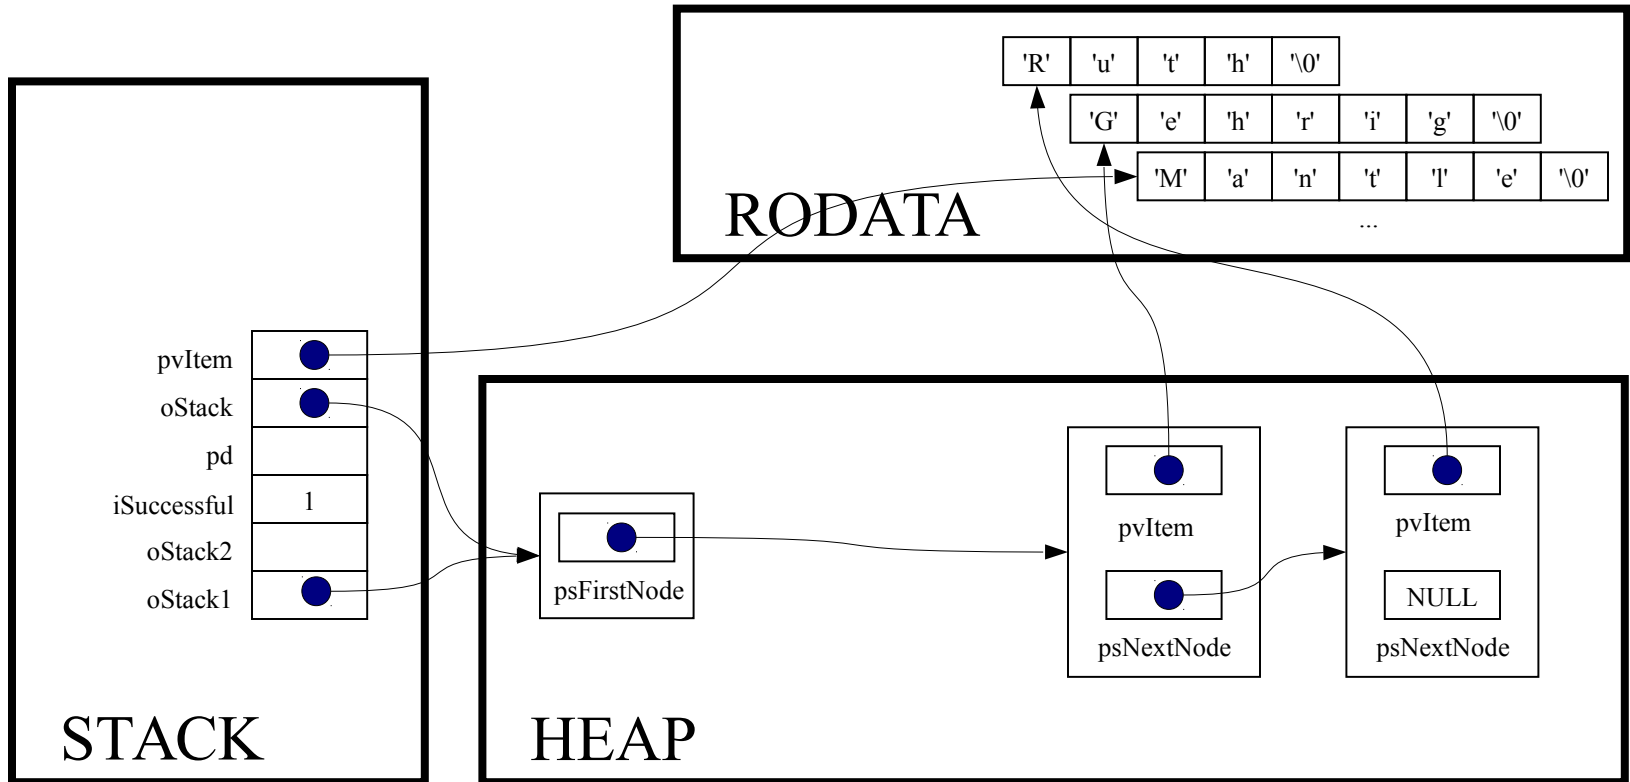 'R' 'u' 't' 'h' '\0'
'G' 'e' 'h' 'r' 'i' 'g' '\0'
'M' 'a' 'n' 't' 'l' 'e' '\0'
...
RODATA
pvItem
oStack
pd
iSuccessful 1
oStack2
oStack1
STACK
psFirstNode
pvItem
psNextNode
pvItem
NULL
psNextNode
HEAP